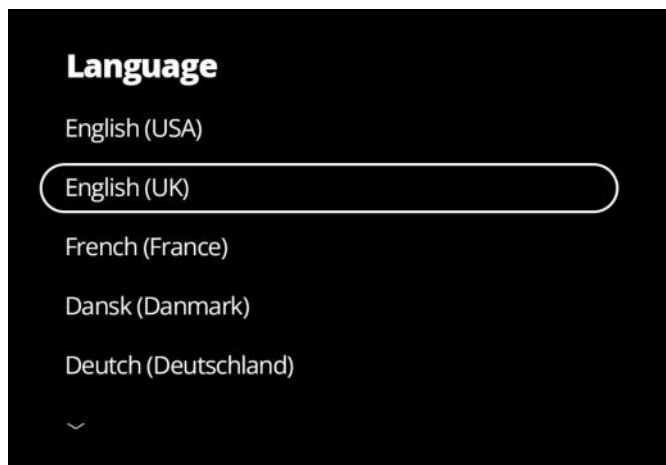 Language
English (USA)
English (UK)
French (France)
Dansk (Danmark)
Deutch (Deutschland)